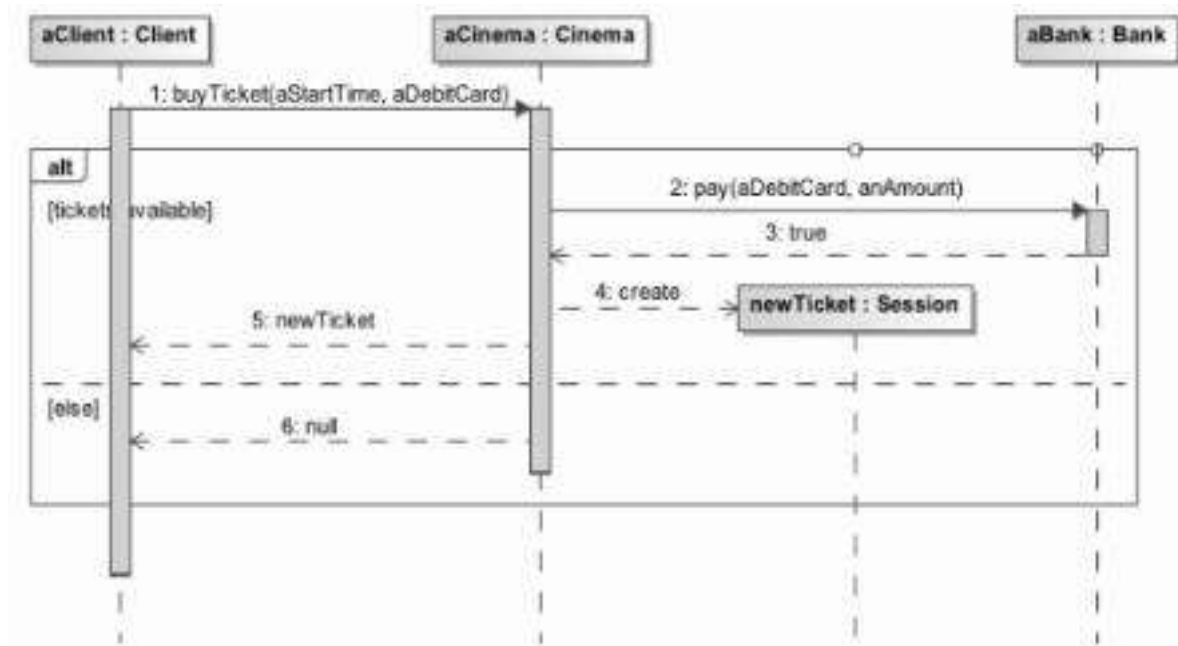 aClient : Client
aCinema : Cinema
aBank : Bank
1: buyTicket(aStartTime, aDebitCard)
alt
[tickets available]
2: pay(aDebitCard, anAmount)
3: true
4: create
newTicket : Session
5: newTicket
[else]
6: null